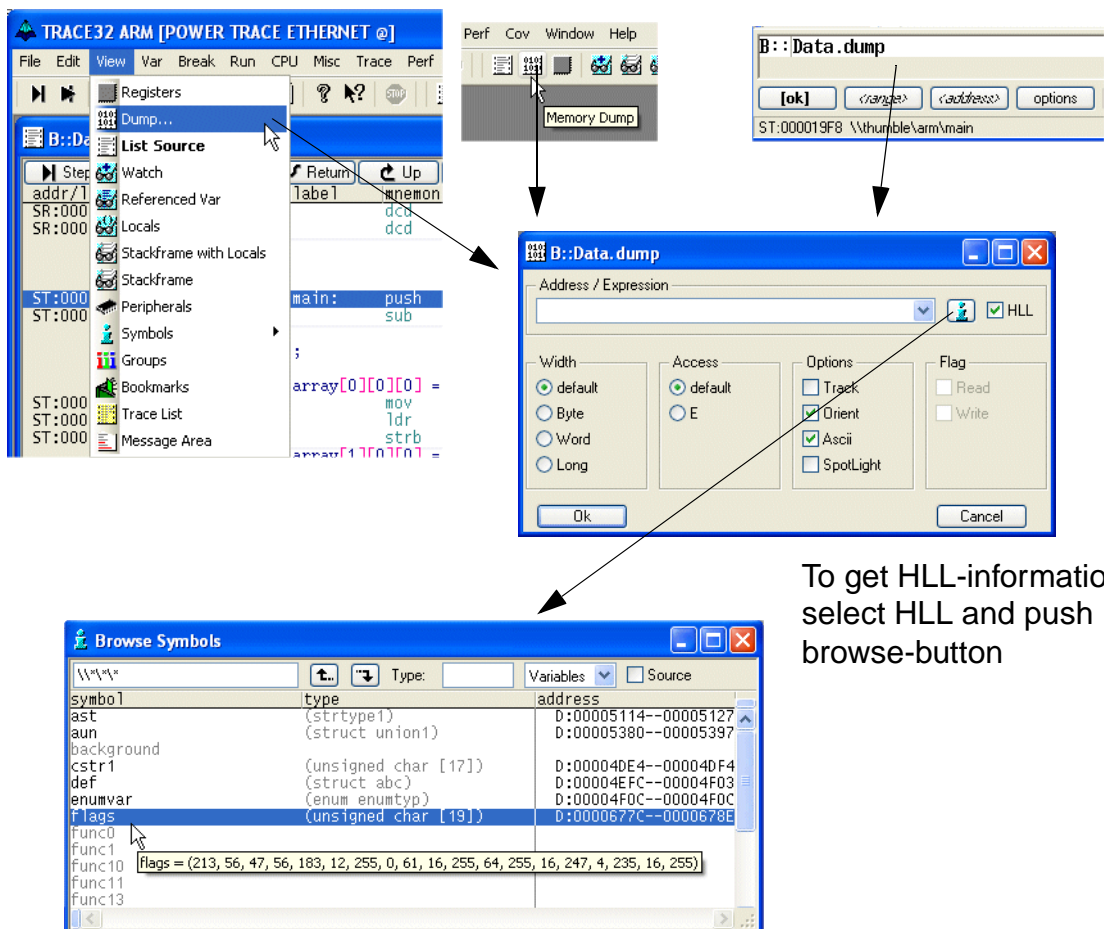 TRACE32 ARM [POWER TRACE ETHERNET @]
File Edit View Var Break Run CPU Misc Trace Perf
Registers
Dump...
List Source
Watch
Referenced Var
Locals
Stackframe with Locals
Stackframe
Peripherals
Symbols
Groups
Bookmarks
Trace List
Message Area
B::Da
Step
Return
Up
addr/l
label
mnemon
SR:000
dcd
SR:000
dcd
ST:000
main:
push
ST:000
sub
;
array[0][0][0] =
ST:000
mov
ST:000
ldr
ST:000
strb
array[1][0][0] =
Perf Cov Window Help
Memory Dump
B::Data.dump
[ok] <range> <address> options
ST:000019F8 \\thumble\arm\main
B::Data.dump
Address / Expression
HLL
Width
default
Byte
Word
Long
Access
default
E
Options
Track
Orient
Ascii
SpotLight
Flag
Read
Write
Ok
Cancel
To get HLL-informatio
select HLL and push
browse-button
Browse Symbols
\\*\*\*
Type:
Variables
Source
symbol type address
ast (strtype1) D:00005114--00005127
aun (struct union1) D:00005380--00005397
background
cstr1 (unsigned char [17]) D:00004DE4--00004DF4
def (struct abc) D:00004EFC--00004F03
enumvar (enum enumtyp) D:00004F0C--00004F0C
flags (unsigned char [19]) D:0000677C--0000678E
func0
func1
func10
flags = (213, 56, 47, 56, 183, 12, 255, 0, 61, 16, 255, 64, 255, 16, 247, 4, 235, 16, 255)
func11
func13